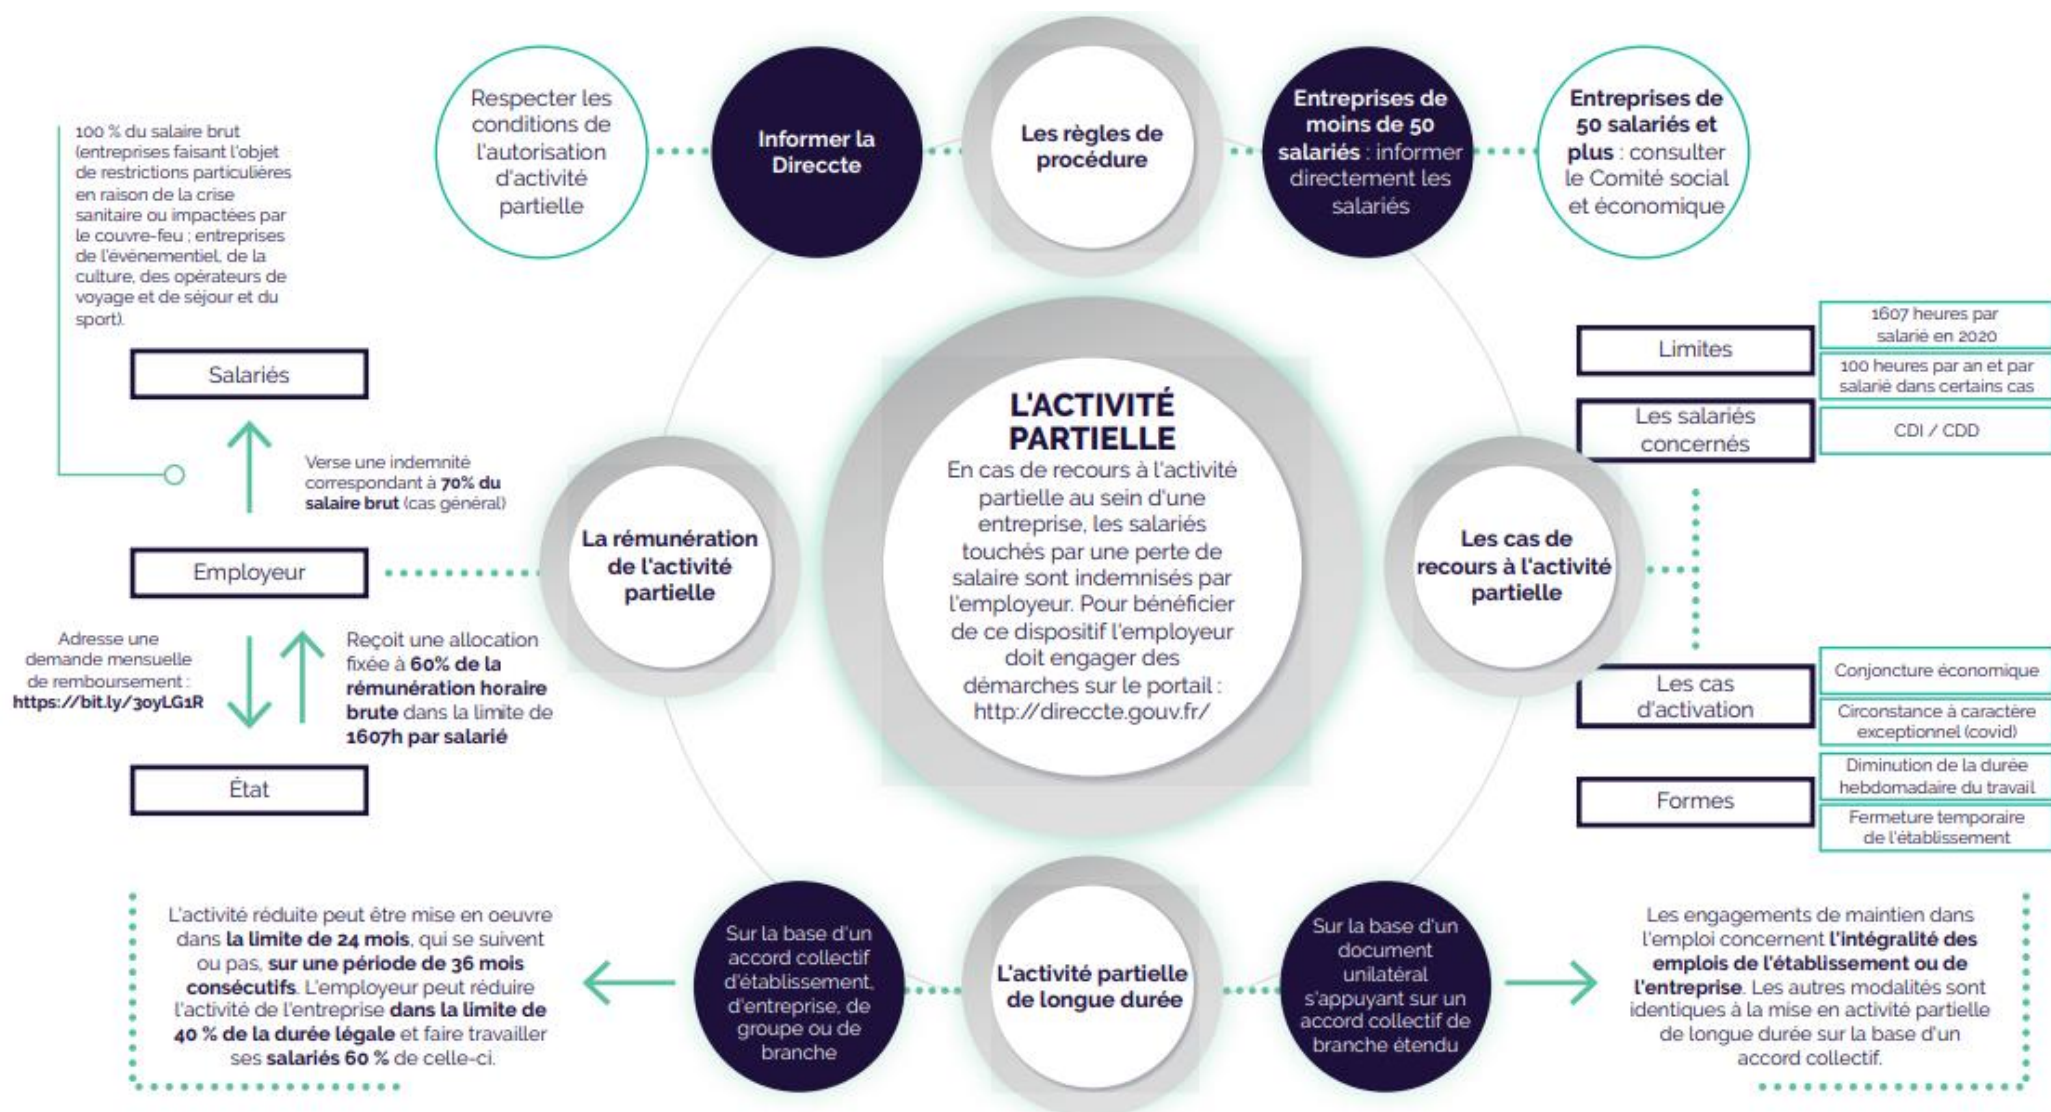 Respecter les
conditions de
l'autorisation
d'activité
partielle
Informer la
Direccte
Les règles de
procédure
Entreprises de
moins de 50
salariés : informer
directement les
salariés
Entreprises de
50 salariés et
plus : consulter
le Comité social
et économique
100 % du salaire brut
(entreprises faisant l'objet
de restrictions particulières
en raison de la crise
sanitaire ou impactées par
le couvre-feu ; entreprises
de l'événementiel, de la
culture, des opérateurs de
voyage et de séjour et du
sport).
Salariés
Verse une indemnité
correspondant à 70% du
salaire brut (cas général)
Employeur
Adresse une
demande mensuelle
de remboursement :
https://bit.ly/3oyLG1R
Reçoit une allocation
fixée à 60% de la
rémunération horaire
brute dans la limite de
1607h par salarié
État
La rémunération
de l'activité
partielle
L'ACTIVITÉ
PARTIELLE
En cas de recours à l'activité
partielle au sein d'une
entreprise, les salariés
touchés par une perte de
salaire sont indemnisés par
l'employeur. Pour bénéficier
de ce dispositif l'employeur
doit engager des
démarches sur le portail :
http://direccte.gouv.fr/
Les cas de
recours à l'activité
partielle
Limites
1607 heures par
salarié en 2020
100 heures par an et par
salarié dans certains cas
Les salariés
concernés
CDI / CDD
Les cas
d'activation
Conjoncture économique
Circonstance à caractère
exceptionnel (covid)
Formes
Diminution de la durée
hebdomadaire du travail
Fermeture temporaire
de l'établissement
L'activité réduite peut être mise en oeuvre
dans la limite de 24 mois, qui se suivent
ou pas, sur une période de 36 mois
consécutifs. L'employeur peut réduire
l'activité de l'entreprise dans la limite de
40 % de la durée légale et faire travailler
ses salariés 60 % de celle-ci.
Sur la base d'un
accord collectif
d'établissement,
d'entreprise, de
groupe ou de
branche
L'activité partielle
de longue durée
Sur la base d'un
document
unilatéral
s'appuyant sur un
accord collectif de
branche étendu
Les engagements de maintien dans
l'emploi concernent l'intégralité des
emplois de l'établissement ou de
l'entreprise. Les autres modalités sont
identiques à la mise en activité partielle
de longue durée sur la base d'un
accord collectif.